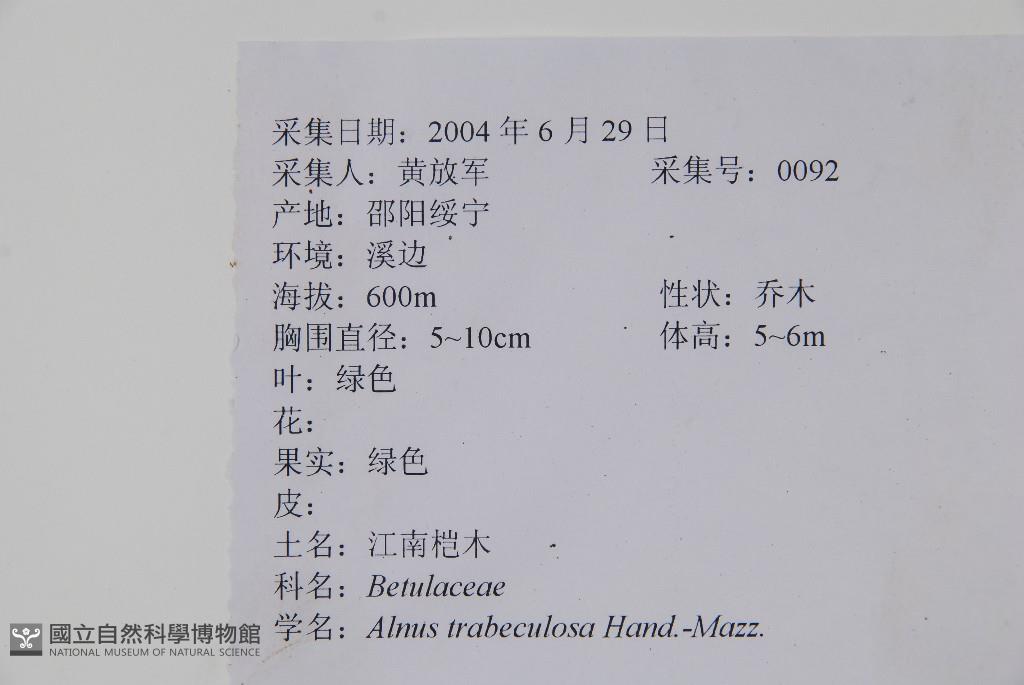 采集日期：2004 年 6 月 29 日
采集人：黄放军 采集号：0092
产地：邵阳绥宁
环境：溪边
海拔：600m 性状：乔木
胸围直径：5~10cm 体高：5~6m
叶：绿色
花：
果实：绿色
皮：
土名：江南桤木
科名：Betulaceae
学名：Alnus trabeculosa Hand.-Mazz.
國立自然科學博物館
NATIONAL MUSEUM OF NATURAL SCIENCE